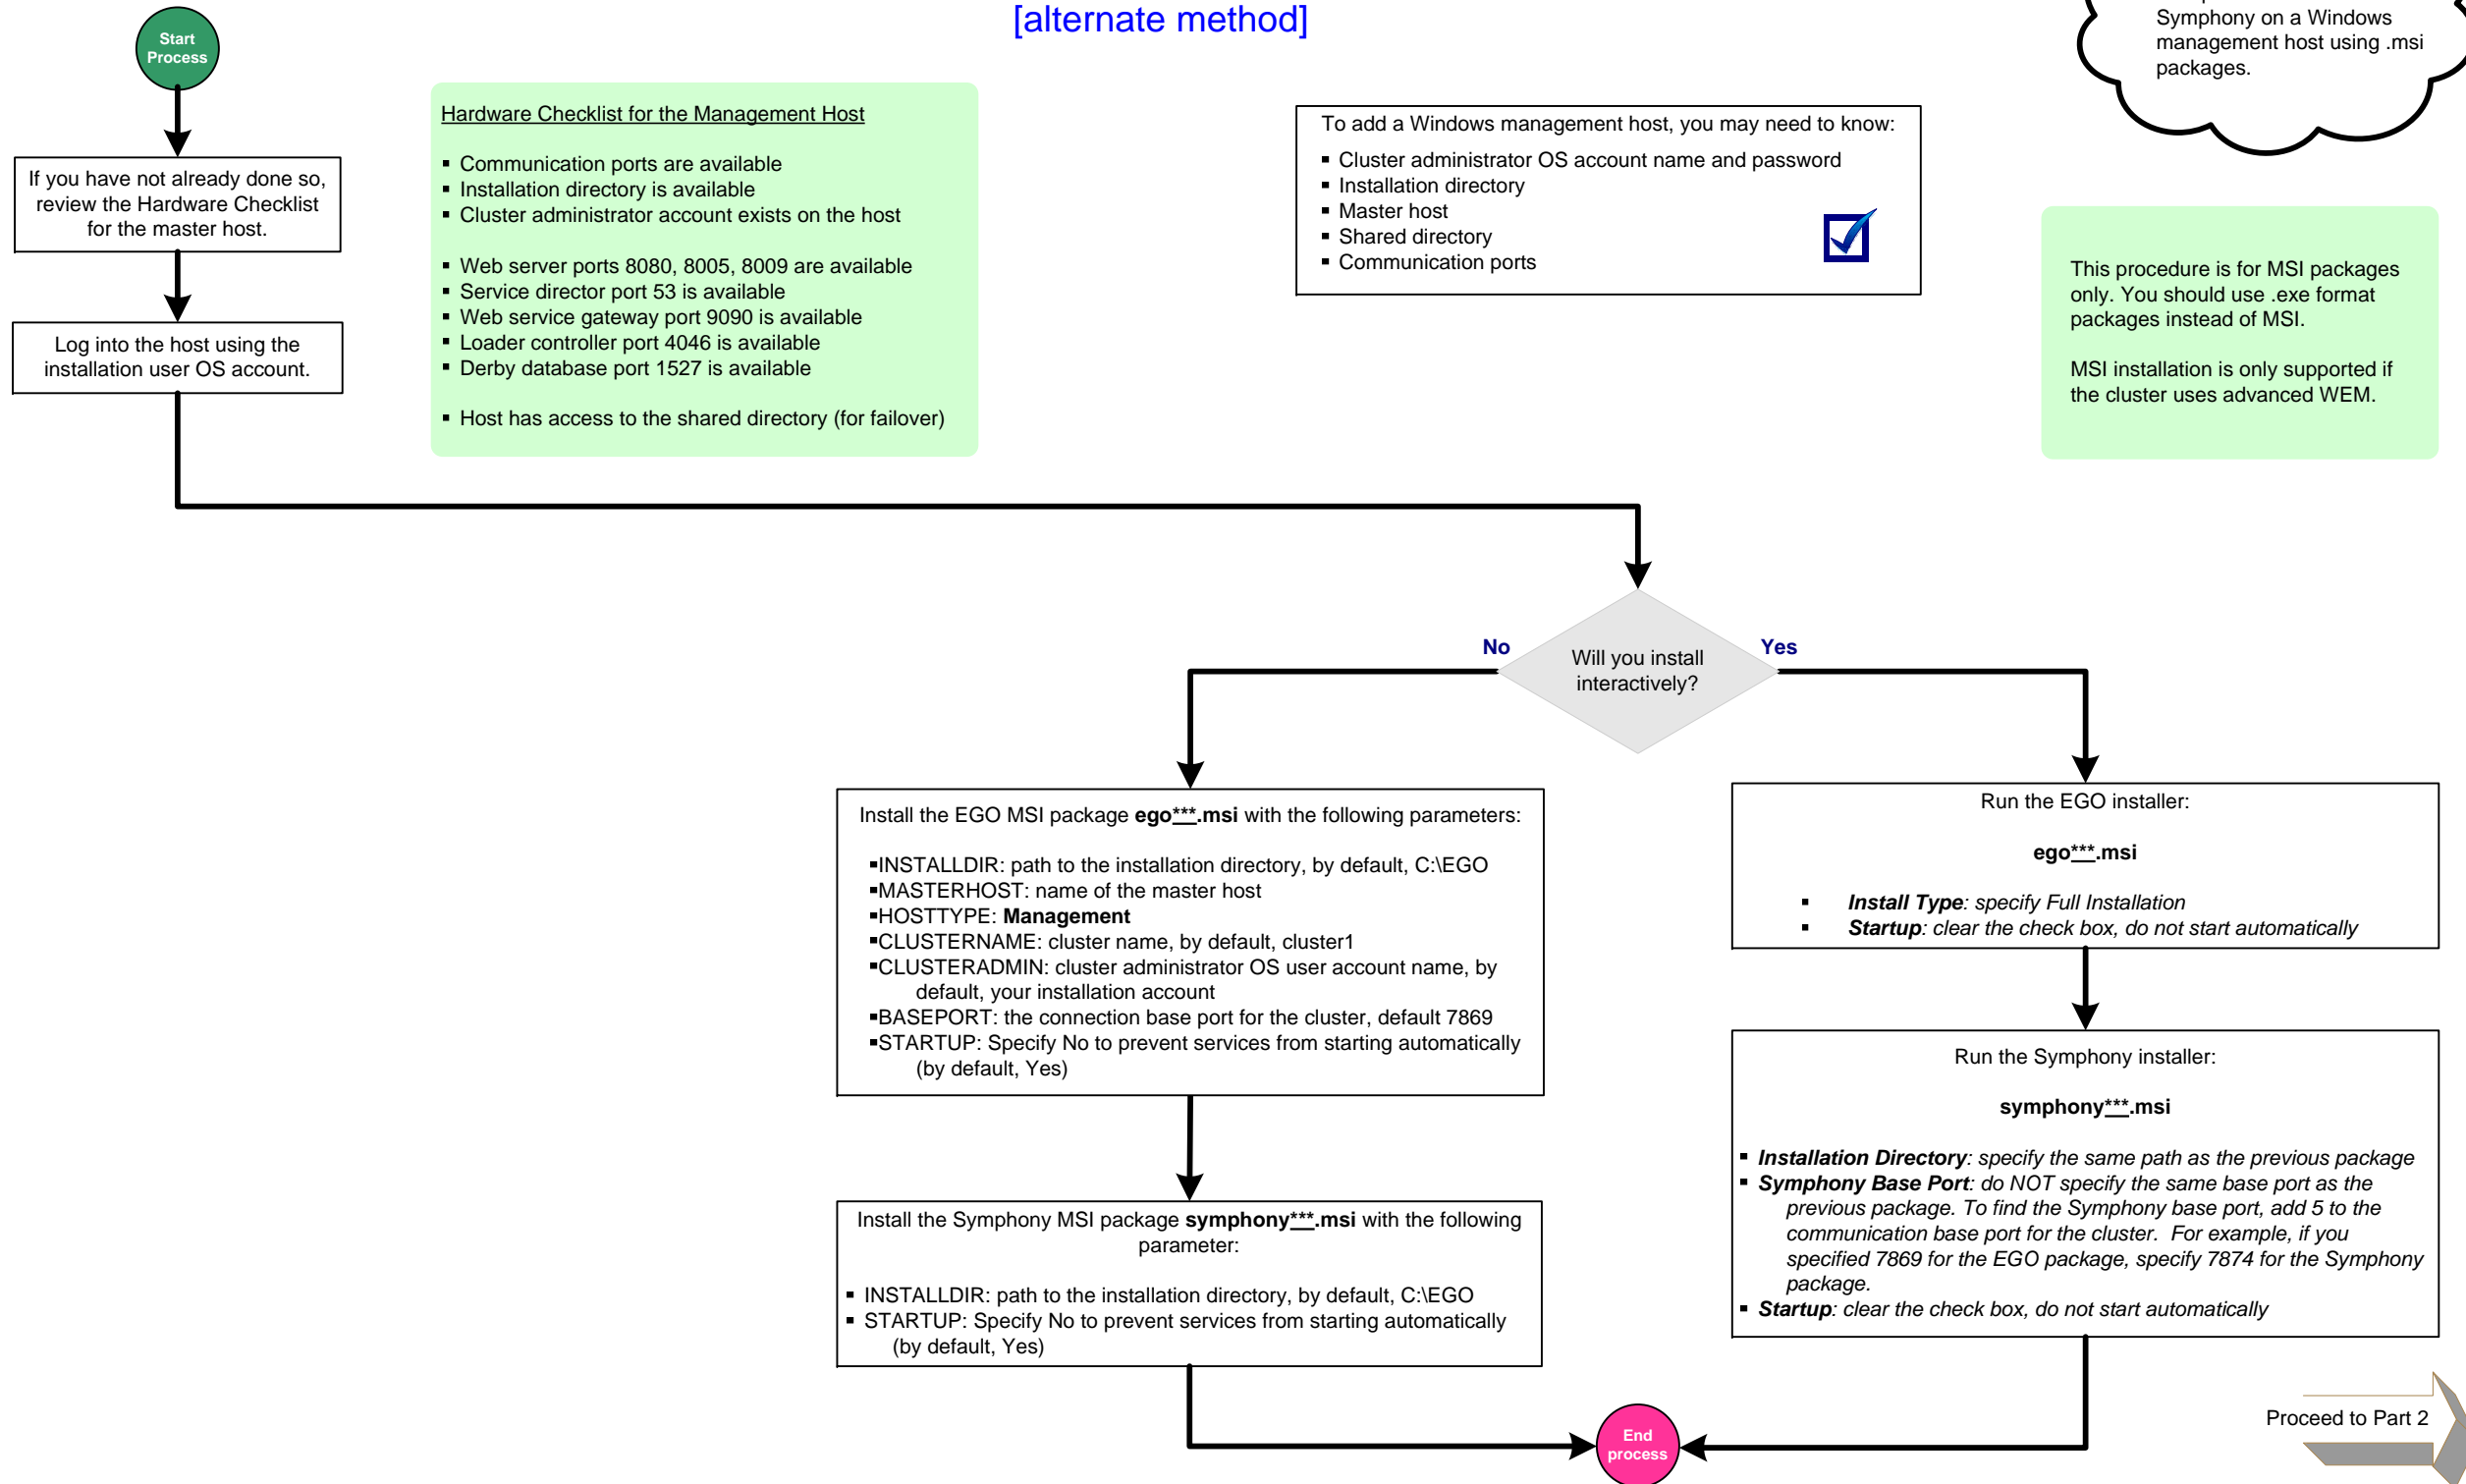 [alternate method]
Start
Process
Symphony on a Windows
management host using .msi
packages.
If you have not already done so,
review the Hardware Checklist
for the master host.
Log into the host using the
installation user OS account.
Hardware Checklist for the Management Host
▪ Communication ports are available
▪ Installation directory is available
▪ Cluster administrator account exists on the host
▪ Web server ports 8080, 8005, 8009 are available
▪ Service director port 53 is available
▪ Web service gateway port 9090 is available
▪ Loader controller port 4046 is available
▪ Derby database port 1527 is available
▪ Host has access to the shared directory (for failover)
To add a Windows management host, you may need to know:
▪ Cluster administrator OS account name and password
▪ Installation directory
▪ Master host
▪ Shared directory
▪ Communication ports
This procedure is for MSI packages
only. You should use .exe format
packages instead of MSI.
MSI installation is only supported if
the cluster uses advanced WEM.
Will you install
interactively?
No
Yes
Install the EGO MSI package ego***.msi with the following parameters:
▪INSTALLDIR: path to the installation directory, by default, C:\EGO
▪MASTERHOST: name of the master host
▪HOSTTYPE: Management
▪CLUSTERNAME: cluster name, by default, cluster1
▪CLUSTERADMIN: cluster administrator OS user account name, by
default, your installation account
▪BASEPORT: the connection base port for the cluster, default 7869
▪STARTUP: Specify No to prevent services from starting automatically
(by default, Yes)
Install the Symphony MSI package symphony***.msi with the following
parameter:
▪ INSTALLDIR: path to the installation directory, by default, C:\EGO
▪ STARTUP: Specify No to prevent services from starting automatically
(by default, Yes)
Run the EGO installer:
ego***.msi
▪ Install Type: specify Full Installation
▪ Startup: clear the check box, do not start automatically
Run the Symphony installer:
symphony***.msi
▪ Installation Directory: specify the same path as the previous package
▪ Symphony Base Port: do NOT specify the same base port as the
previous package. To find the Symphony base port, add 5 to the
communication base port for the cluster. For example, if you
specified 7869 for the EGO package, specify 7874 for the Symphony
package.
▪ Startup: clear the check box, do not start automatically
End
process
Proceed to Part 2